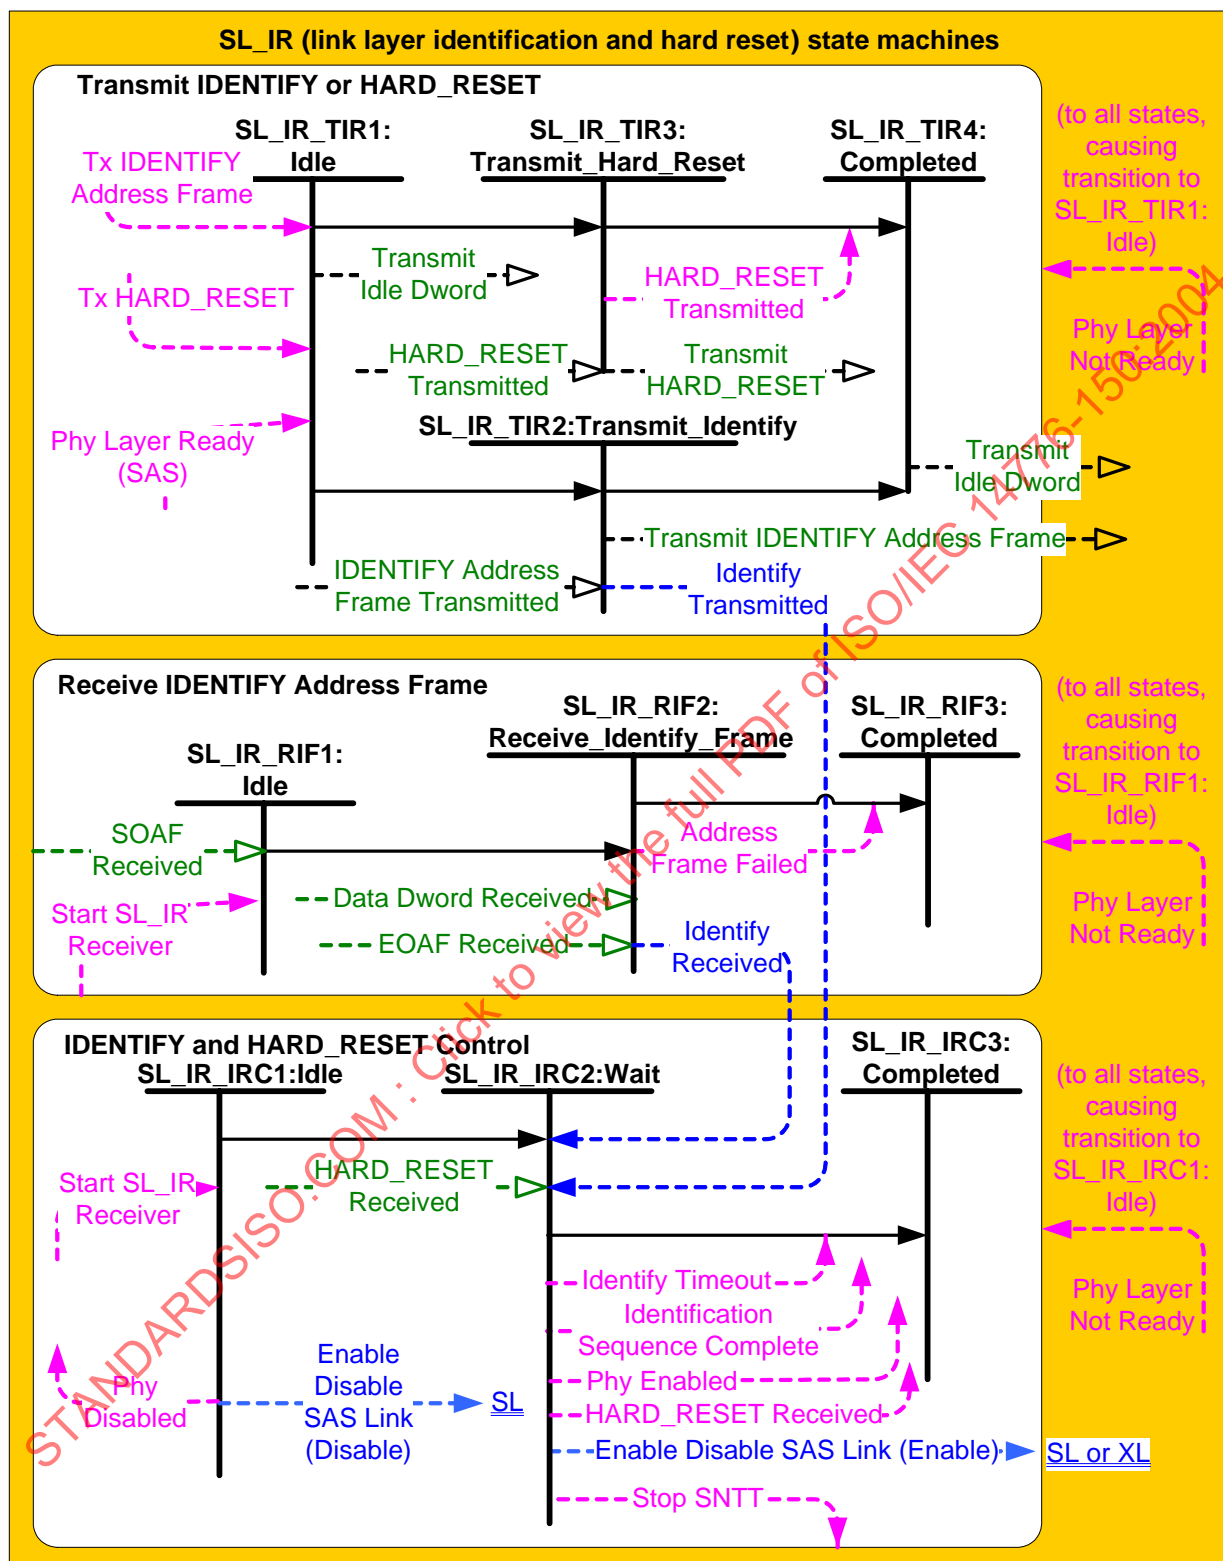 SL_IR (link layer identification and hard reset) state machines
Transmit IDENTIFY or HARD_RESET
SL_IR_TIR1:
Idle
SL_IR_TIR3:
Transmit_Hard_Reset
SL_IR_TIR4:
Completed
(to all states,
causing
transition to
SL_IR_TIR1:
Idle)
Tx IDENTIFY
Address Frame
Transmit
Idle Dword
HARD_RESET
Transmitted
Tx HARD_RESET
Phy Layer
Not Ready
HARD_RESET
Transmitted
Transmit
HARD_RESET
Phy Layer Ready
(SAS)
SL_IR_TIR2:Transmit_Identify
Transmit
Idle Dword
Transmit IDENTIFY Address Frame
IDENTIFY Address
Frame Transmitted
Identify
Transmitted
Receive IDENTIFY Address Frame
SL_IR_RIF1:
Idle
SL_IR_RIF2:
Receive_Identify_Frame
SL_IR_RIF3:
Completed
(to all states,
causing
transition to
SL_IR_RIF1:
Idle)
SOAF
Received
Address
Frame Failed
Start SL_IR
Receiver
Data Dword Received
EOAF Received
Identify
Received
Phy Layer
Not Ready
IDENTIFY and HARD_RESET Control
SL_IR_IRC1:Idle
SL_IR_IRC2:Wait
SL_IR_IRC3:
Completed
(to all states,
causing
transition to
SL_IR_IRC1:
Idle)
Start SL_IR
Receiver
HARD_RESET
Received
Identify Timeout
Identification
Sequence Complete
Phy Layer
Not Ready
Phy
Disabled
Enable
Disable
SAS Link
(Disable)
SL
Phy Enabled
HARD_RESET Received
Enable Disable SAS Link (Enable)
SL or XL
Stop SNTT
STANDARDSISO.COM : Click to view the full PDF of ISO/IEC 14776-150:2004